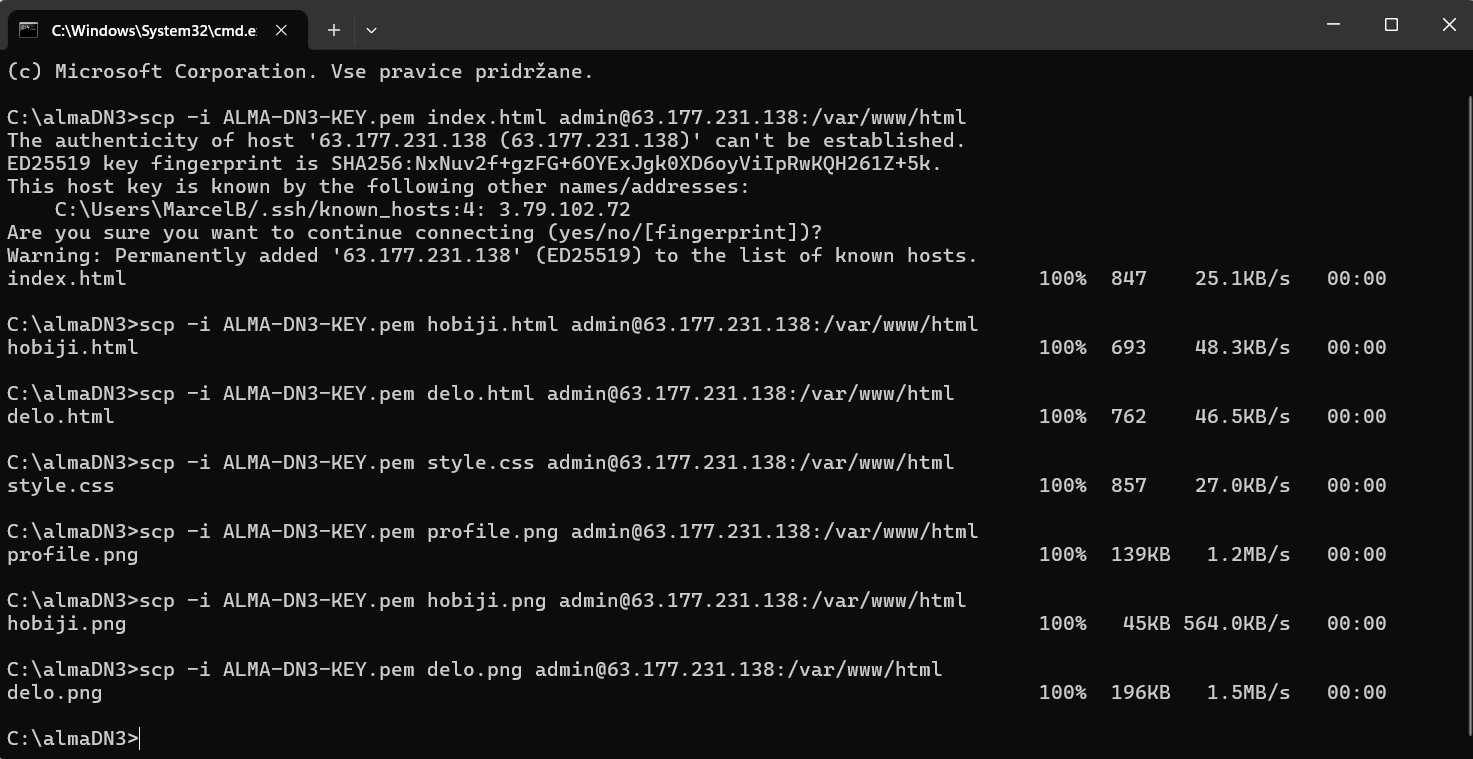 C:\Windows\System32\cmd.e
(c) Microsoft Corporation. Vse pravice pridržane.
C:\almaDN3>scp -i ALMA-DN3-KEY.pem index.html admin@63.177.231.138:/var/www/html
The authenticity of host '63.177.231.138 (63.177.231.138)' can't be established.
ED25519 key fingerprint is SHA256:NxNuv2f+gzFG+6OYExJgk0XD6oyViIpRwKQH261Z+5k.
This host key is known by the following other names/addresses:
    C:\Users\MarcelB/.ssh/known_hosts:4: 3.79.102.72
Are you sure you want to continue connecting (yes/no/[fingerprint])?
Warning: Permanently added '63.177.231.138' (ED25519) to the list of known hosts.
index.html 100% 847 25.1KB/s 00:00
C:\almaDN3>scp -i ALMA-DN3-KEY.pem hobiji.html admin@63.177.231.138:/var/www/html
hobiji.html 100% 693 48.3KB/s 00:00
C:\almaDN3>scp -i ALMA-DN3-KEY.pem delo.html admin@63.177.231.138:/var/www/html
delo.html 100% 762 46.5KB/s 00:00
C:\almaDN3>scp -i ALMA-DN3-KEY.pem style.css admin@63.177.231.138:/var/www/html
style.css 100% 857 27.0KB/s 00:00
C:\almaDN3>scp -i ALMA-DN3-KEY.pem profile.png admin@63.177.231.138:/var/www/html
profile.png 100% 139KB 1.2MB/s 00:00
C:\almaDN3>scp -i ALMA-DN3-KEY.pem hobiji.png admin@63.177.231.138:/var/www/html
hobiji.png 100% 45KB 564.0KB/s 00:00
C:\almaDN3>scp -i ALMA-DN3-KEY.pem delo.png admin@63.177.231.138:/var/www/html
delo.png 100% 196KB 1.5MB/s 00:00
C:\almaDN3>